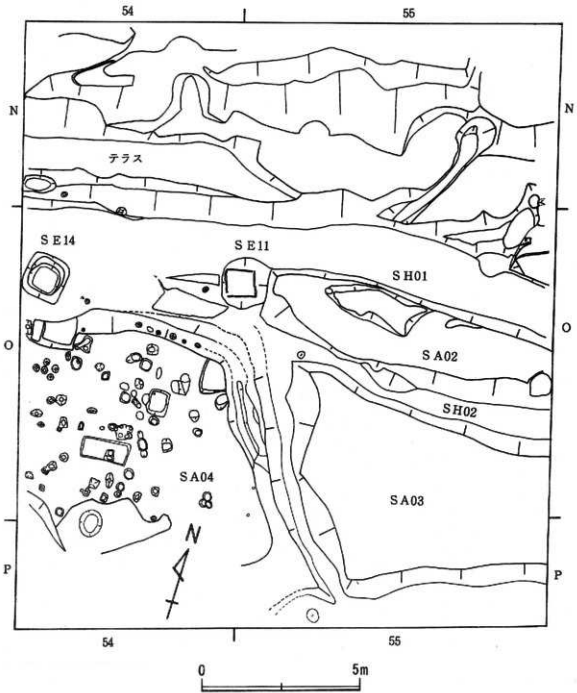 54 55
N N
テラス
SE14 SE11
SH01
O O
SA02
SH02
SA04 SA03
N
P P
54 55
0 5m